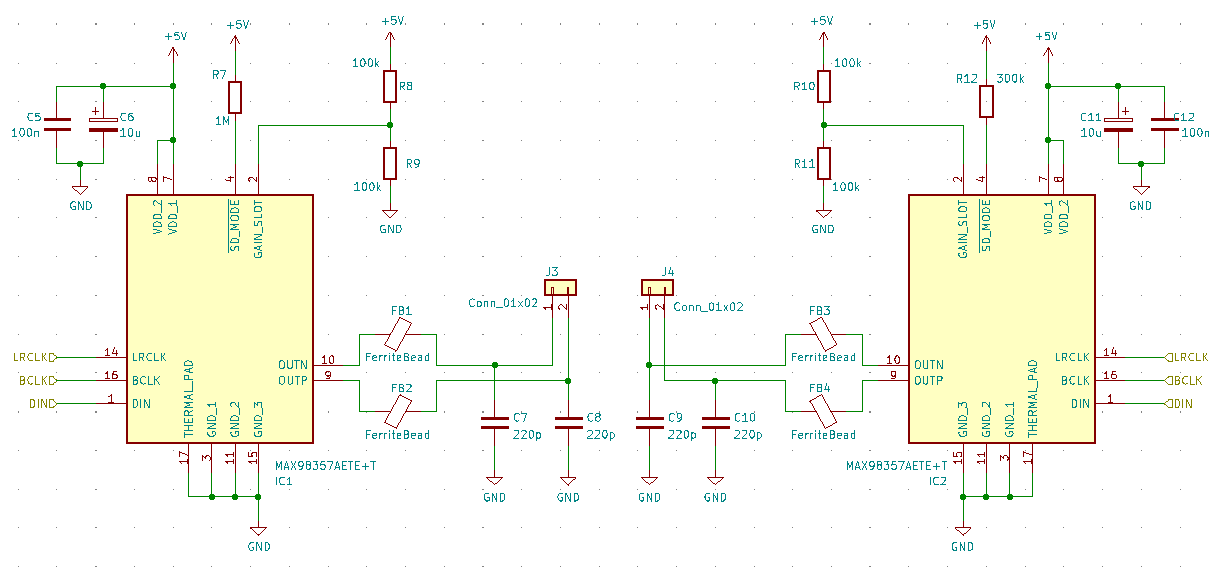 +5V
+5V
+5V
+5V
+5V
+5V
R7
1M
100k
R8
R9
100k
R10
100k
R11
100k
R12
300k
C5
100n
C6
10u
C11
10u
C12
100n
GND
GND
GND
GND
8
7
4
2
VDD_2
VDD_1
SD_MODE
GAIN_SLOT
2
4
7
8
GAIN_SLOT
SD_MODE
VDD_1
VDD_2
J3
Conn_01x02
1
2
J4
Conn_01x02
1
2
FB1
FerriteBead
FB2
FerriteBead
FB3
FerriteBead
FB4
FerriteBead
LRCLK
14
LRCLK
BCLK
16
BCLK
DIN
1
DIN
OUTN
10
OUTP
9
10
OUTN
9
OUTP
LRCLK
14
LRCLK
BCLK
16
BCLK
DIN
1
DIN
THERMAL_PAD
GND_1
GND_2
GND_3
17
3
11
15
GND_3
GND_2
GND_1
THERMAL_PAD
15
11
3
17
C7
220p
C8
220p
C9
220p
C10
220p
MAX98357AETE+T
IC1
MAX98357AETE+T
IC2
GND
GND
GND
GND
GND
GND